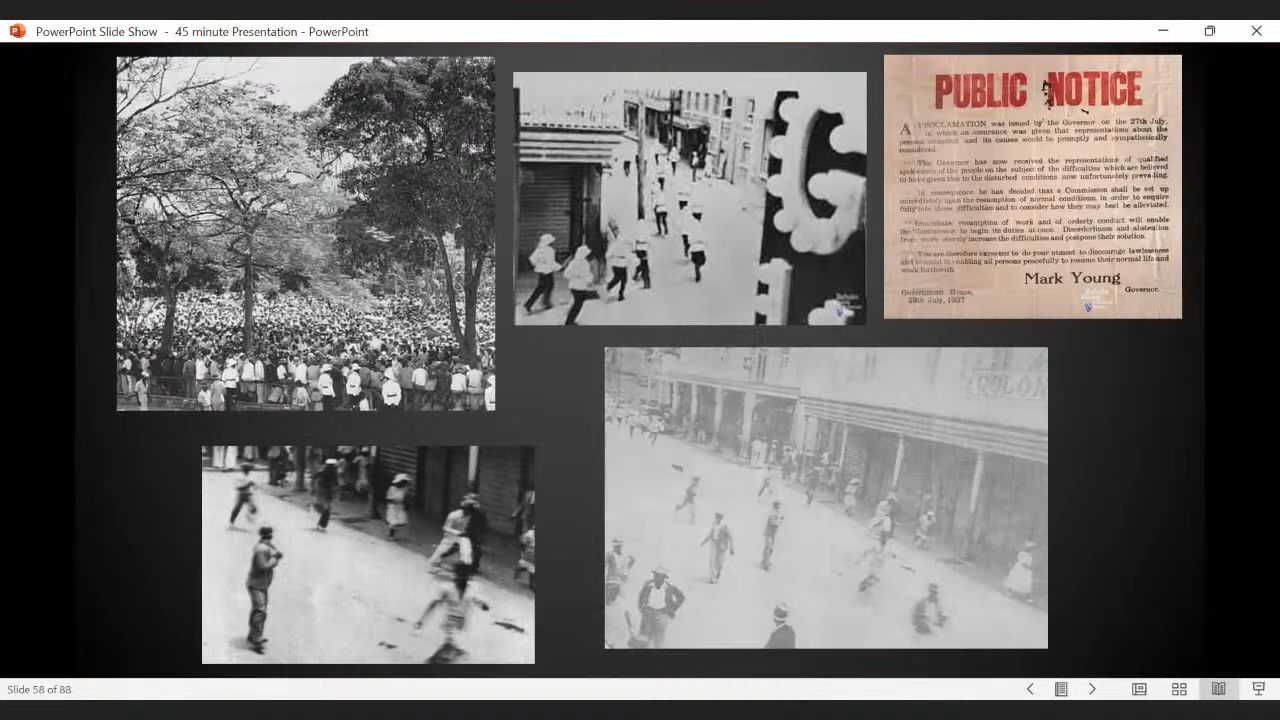 PowerPoint Slide Show - 45 minute Presentation - PowerPoint
PUBLIC NOTICE
A PROCLAMATION was issued by the Governor on the 27th July,
in which an assurance was given that representations about the
present situation and its causes would be promptly and sympathetically
considered.
The Governor has now received the representations of qualified
spokesmen of the people on the subject of the difficulties which are believed
to have given rise to the disturbed conditions now unfortunately prevailing.
In consequence he has decided that a Commission shall be set up
immediately upon the resumption of normal conditions, in order to enquire
fully into those difficulties and to consider how they may best be alleviated.
Immediate resumption of work and of orderly conduct will enable
the Commission to begin its duties at once. Disorderliness and abstention
from work merely increase the difficulties and postpone their solution.
You are therefore expected to do your utmost to discourage lawlessness
and to assist in enabling all persons peacefully to resume their normal life and
work forthwith.
Mark Young
Governor.
Government House,
29th July, 1937
Slide 58 of 88